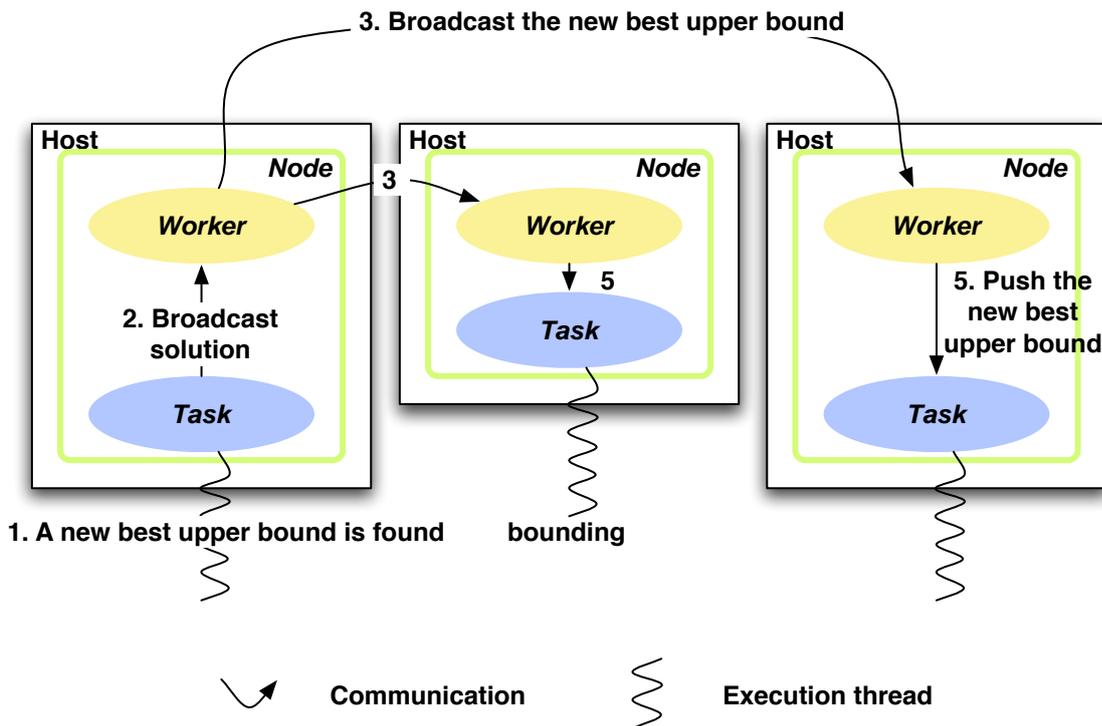 3. Broadcast the new best upper bound
Host
Node
3
Worker
2. Broadcast
solution
Task
Host
Node
Worker
5
Task
Host
Node
Worker
5. Push the
new best
upper bound
Task
1. A new best upper bound is found
bounding
Communication
Execution thread